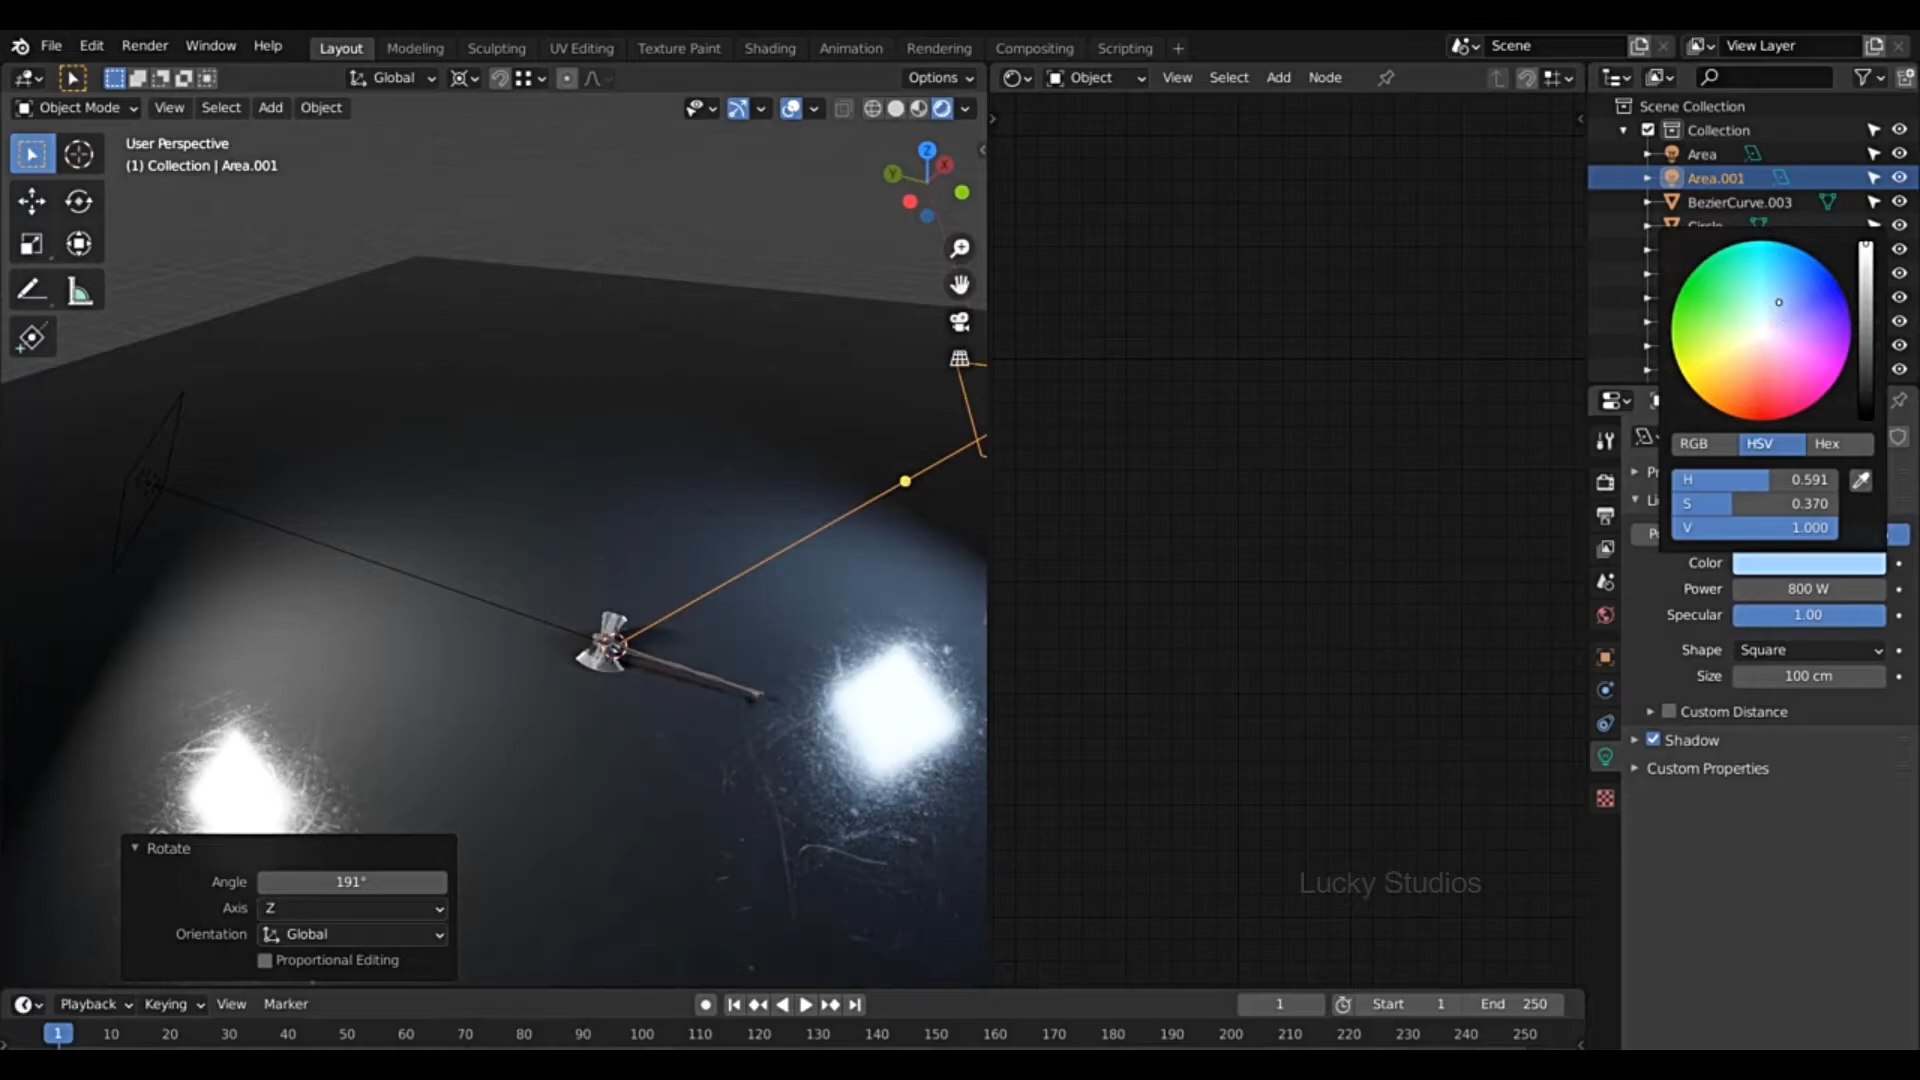 File Edit Render Window Help Layout Modeling Sculpting UV Editing Texture Paint Shading Animation Rendering Compositing Scripting + Scene View Layer
Global Options Object View Select Add Node
Object Mode View Select Add Object
User Perspective
(1) Collection | Area.001
Z
X
Y
Scene Collection
Collection
Area
Area.001
BezierCurve.003
Circle
RGB HSV Hex
H 0.591
S 0.370
V 1.000
Color
Power 800 W
Specular 1.00
Shape Square
Size 100 cm
Custom Distance
Shadow
Custom Properties
Lucky Studios
Rotate
Angle 191°
Axis Z
Orientation Global
Proportional Editing
Playback Keying View Marker 1 Start 1 End 250
1 10 20 30 40 50 60 70 80 90 100 110 120 130 140 150 160 170 180 190 200 210 220 230 240 250